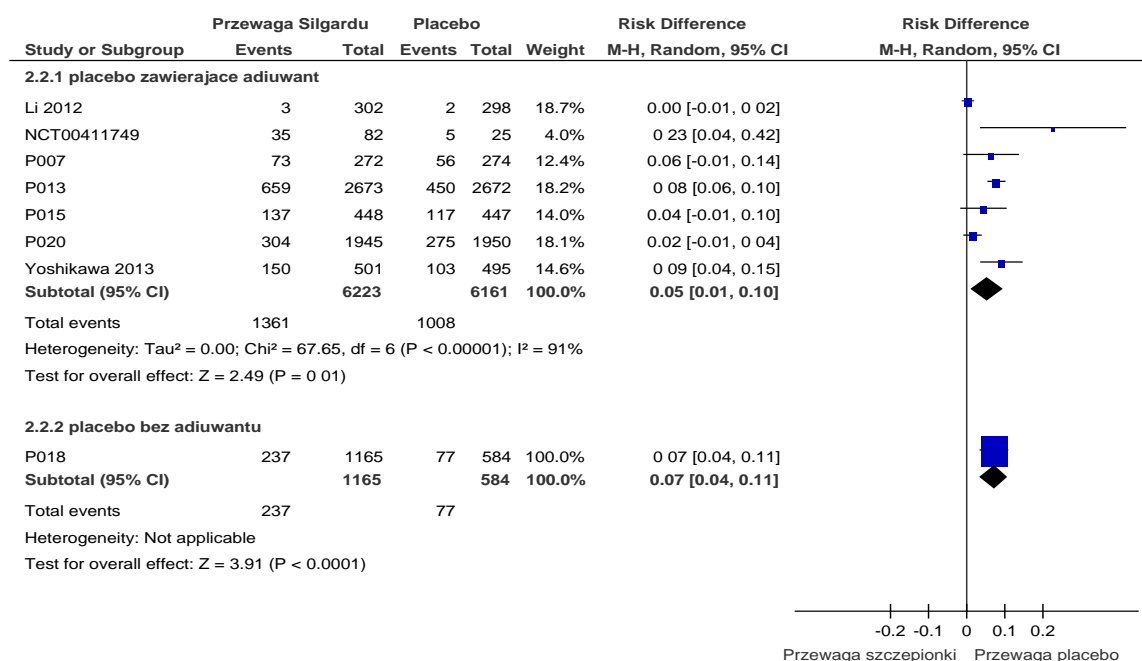 Przewaga Silgardu Placebo Risk Difference Risk Difference
Study or Subgroup Events Total Events Total Weight M-H, Random, 95% CI M-H, Random, 95% CI
2.2.1 placebo zawierajace adiuwant
Li 2012 3 302 2 298 18.7% 0.00 [-0.01, 0 02]
NCT00411749 35 82 5 25 4.0% 0 23 [0.04, 0.42]
P007 73 272 56 274 12.4% 0.06 [-0.01, 0.14]
P013 659 2673 450 2672 18.2% 0 08 [0.06, 0.10]
P015 137 448 117 447 14.0% 0.04 [-0.01, 0.10]
P020 304 1945 275 1950 18.1% 0.02 [-0.01, 0 04]
Yoshikawa 2013 150 501 103 495 14.6% 0 09 [0.04, 0.15]
Subtotal (95% CI) 6223 6161 100.0% 0.05 [0.01, 0.10]
Total events 1361 1008
Heterogeneity: Tau² = 0.00; Chi² = 67.65, df = 6 (P < 0.00001); I² = 91%
Test for overall effect: Z = 2.49 (P = 0 01)
2.2.2 placebo bez adiuwantu
P018 237 1165 77 584 100.0% 0 07 [0.04, 0.11]
Subtotal (95% CI) 1165 584 100.0% 0.07 [0.04, 0.11]
Total events 237 77
Heterogeneity: Not applicable
Test for overall effect: Z = 3.91 (P < 0.0001)
-0.2 -0.1 0 0.1 0.2
Przewaga szczepionki Przewaga placebo